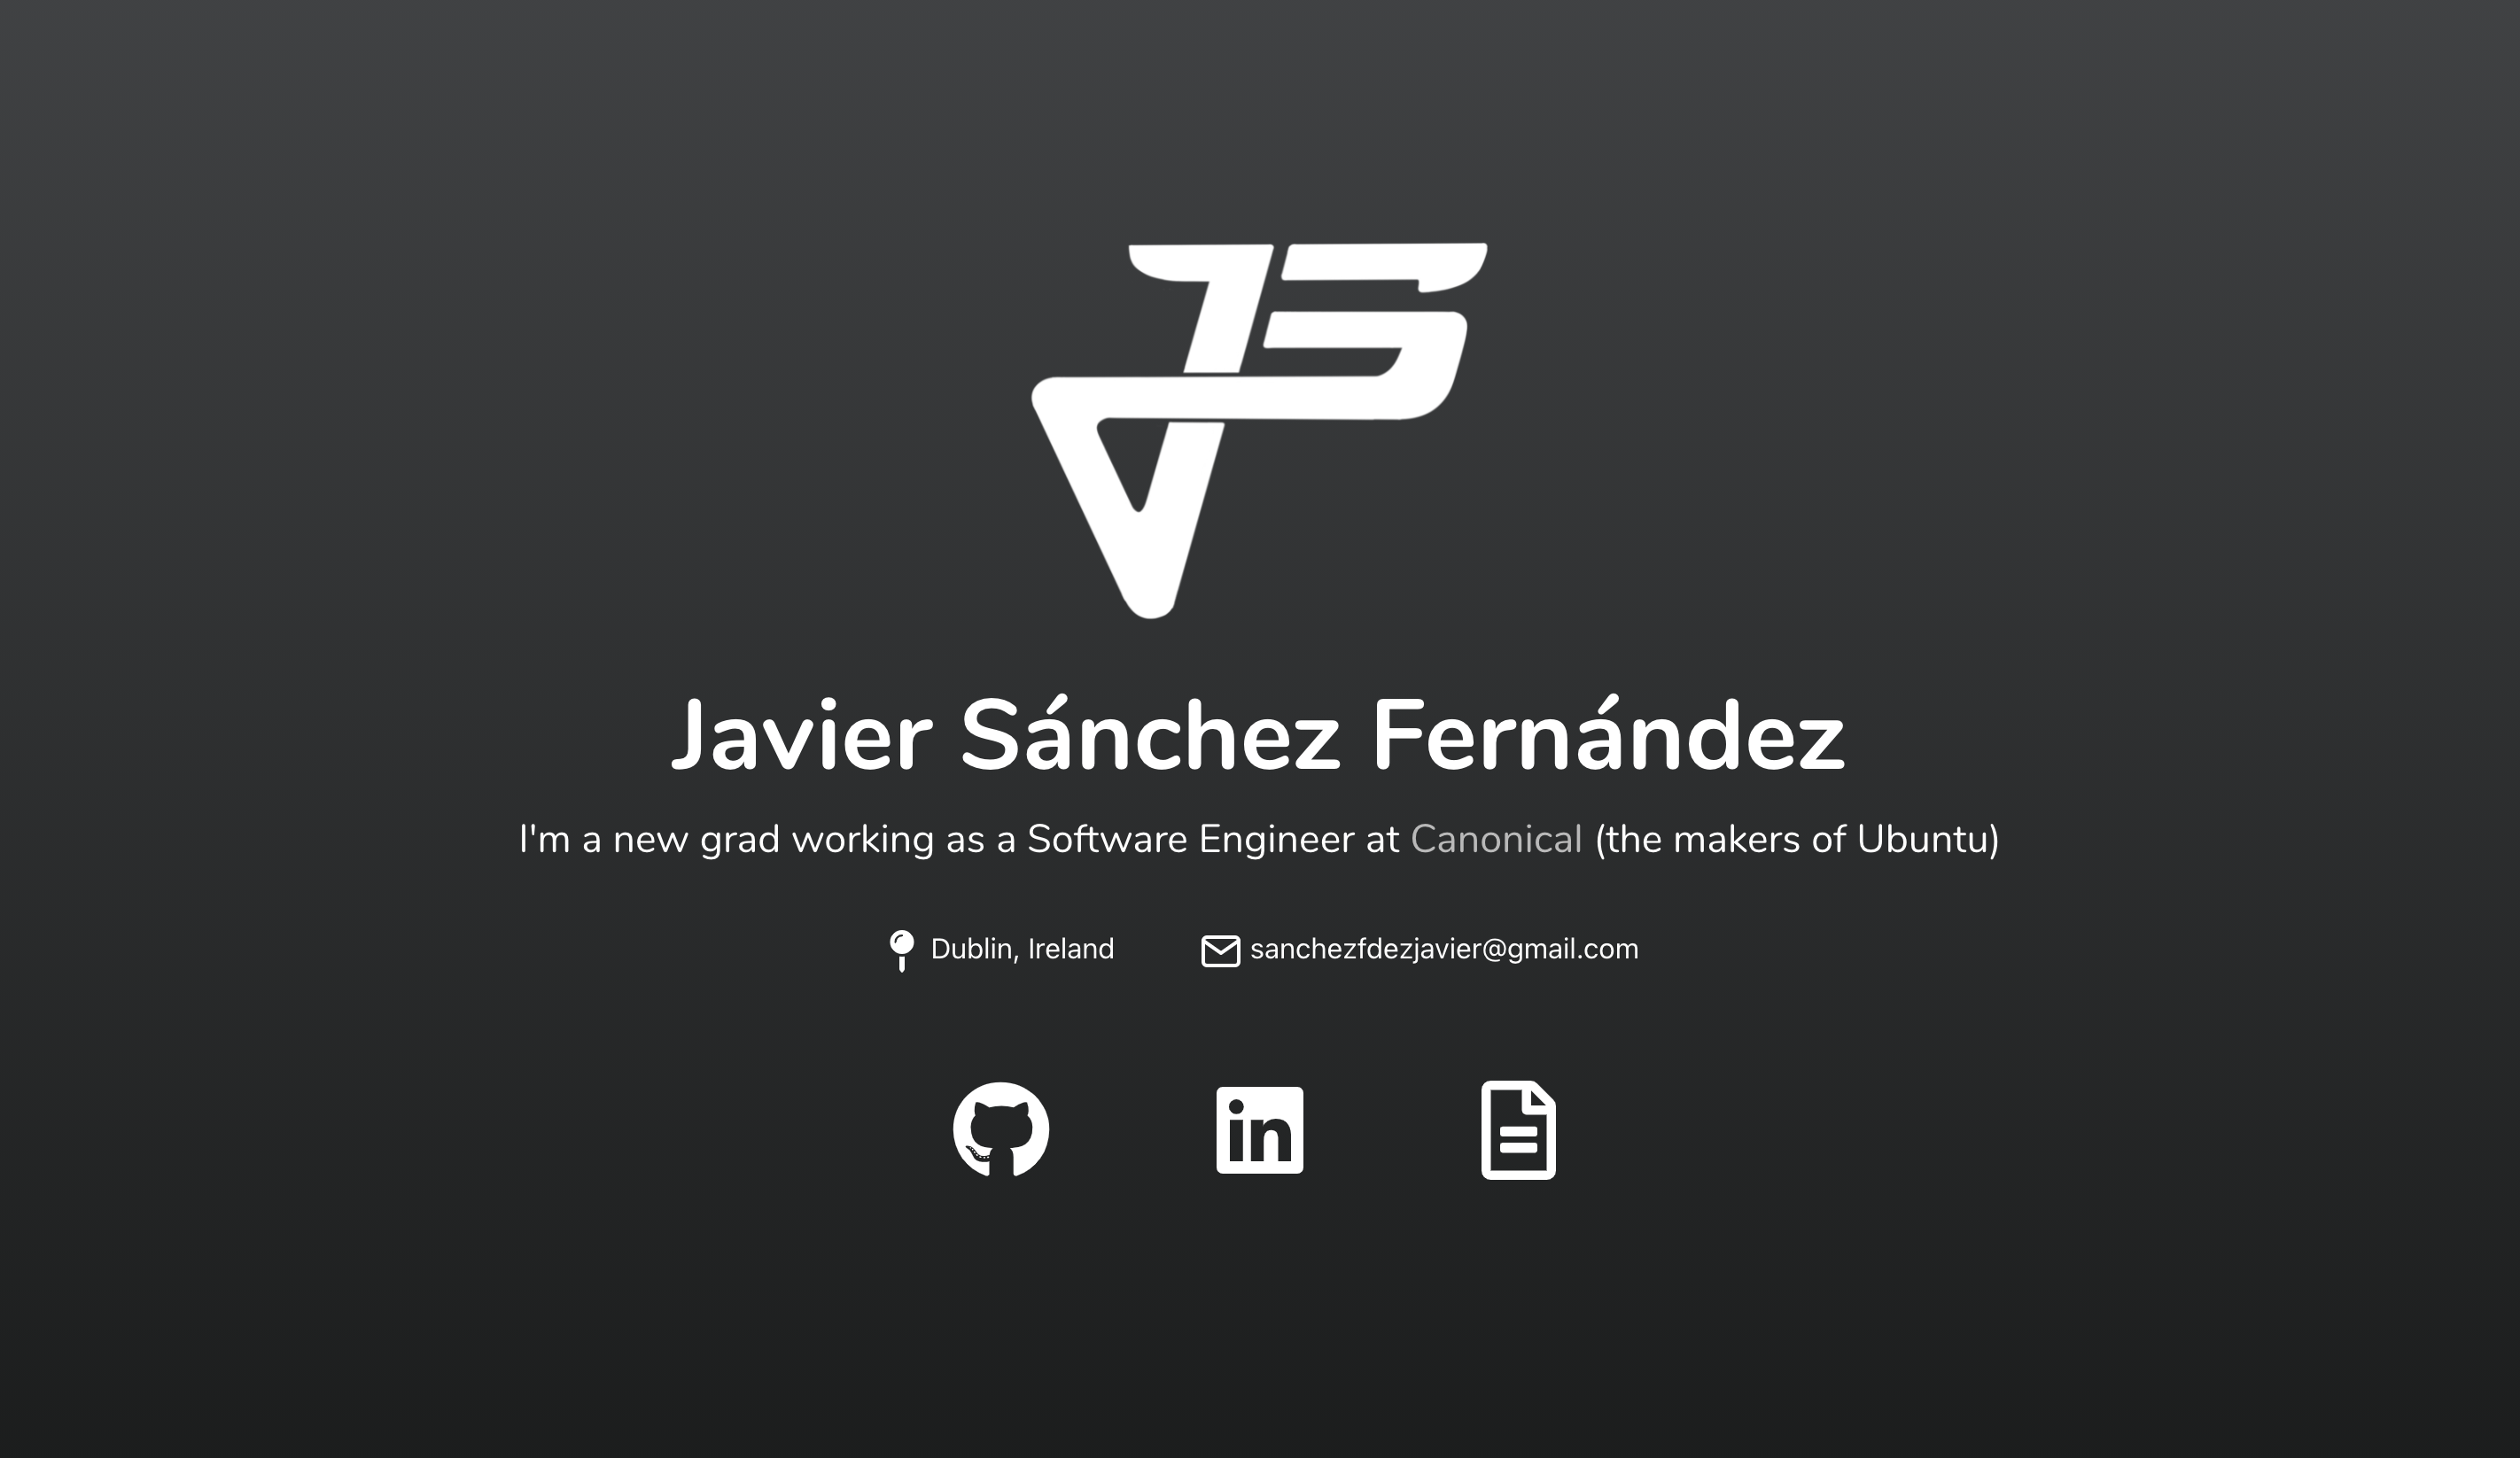 Javier Sánchez Fernández
I'm a new grad working as a Software Engineer at Canonical (the makers of Ubuntu)
Dublin, Ireland
sanchezfdezjavier@gmail.com
in